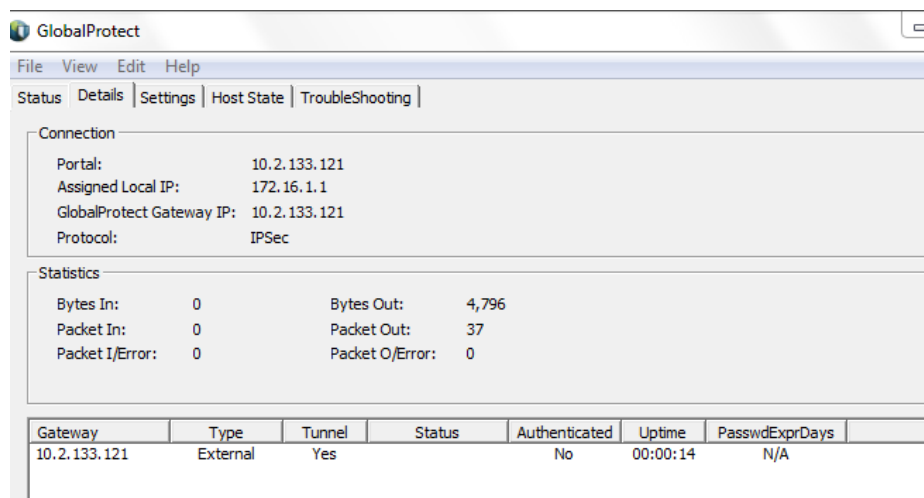 GlobalProtect
File View Edit Help
Status Details Settings Host State TroubleShooting
Connection
Portal: 10.2.133.121
Assigned Local IP: 172.16.1.1
GlobalProtect Gateway IP: 10.2.133.121
Protocol: IPSec
Statistics
Bytes In: 0 Bytes Out: 4,796
Packet In: 0 Packet Out: 37
Packet I/Error: 0 Packet O/Error: 0
Gateway Type Tunnel Status Authenticated Uptime PasswdExprDays
10.2.133.121 External Yes No 00:00:14 N/A